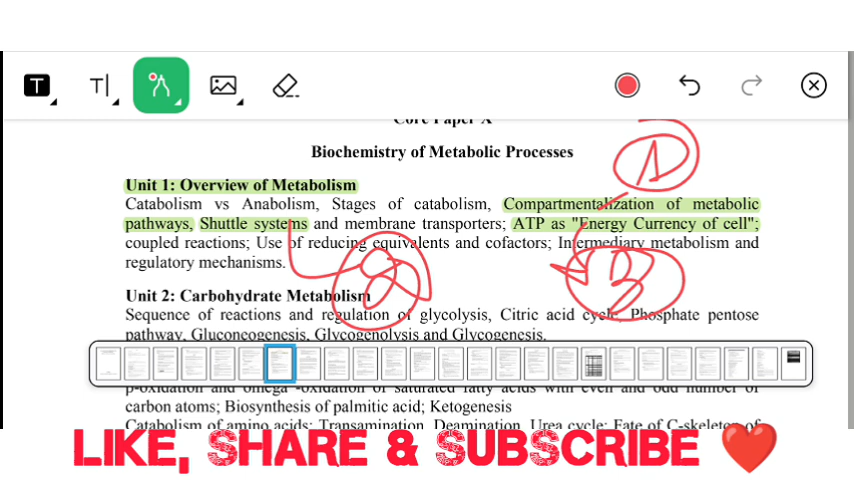 T T|
Core Paper X
Biochemistry of Metabolic Processes
1
Unit 1: Overview of Metabolism
Catabolism vs Anabolism, Stages of catabolism, Compartmentalization of metabolic
pathways, Shuttle systems and membrane transporters; ATP as "Energy Currency of cell";
coupled reactions; Use of reducing equivalents and cofactors; Intermediary metabolism and
regulatory mechanisms.
2 3
Unit 2: Carbohydrate Metabolism
Sequence of reactions and regulation of glycolysis, Citric acid cycle, Phosphate pentose
pathway, Gluconeogenesis, Glycogenolysis and Glycogenesis.
β-oxidation and omega -oxidation of saturated fatty acids with even and odd number of
carbon atoms; Biosynthesis of palmitic acid; Ketogenesis
Catabolism of amino acids: Transamination, Deamination, Urea cycle; Fate of C-skeleton of
LIKE, SHARE & SUBSCRIBE